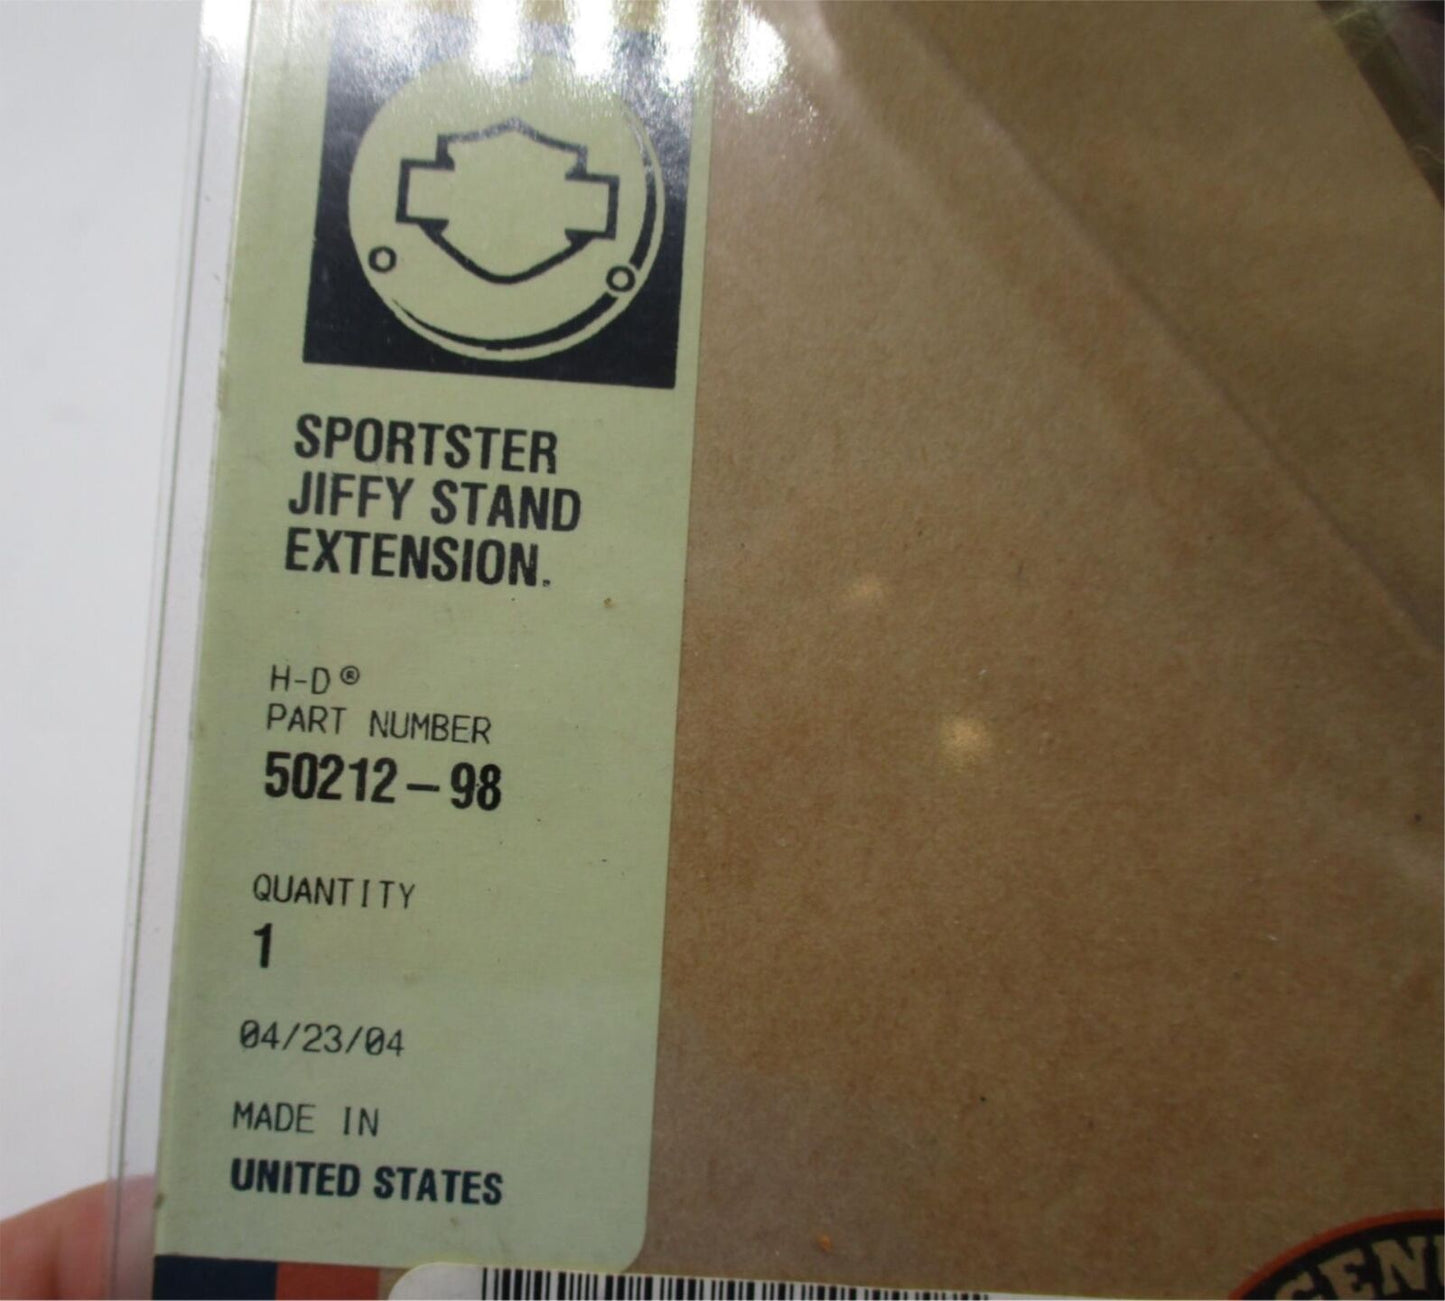 SPORTSTER
JIFFY STAND
EXTENSION.
H-D®
PART NUMBER
50212-98
QUANTITY
1
04/23/04
MADE IN
UNITED STATES